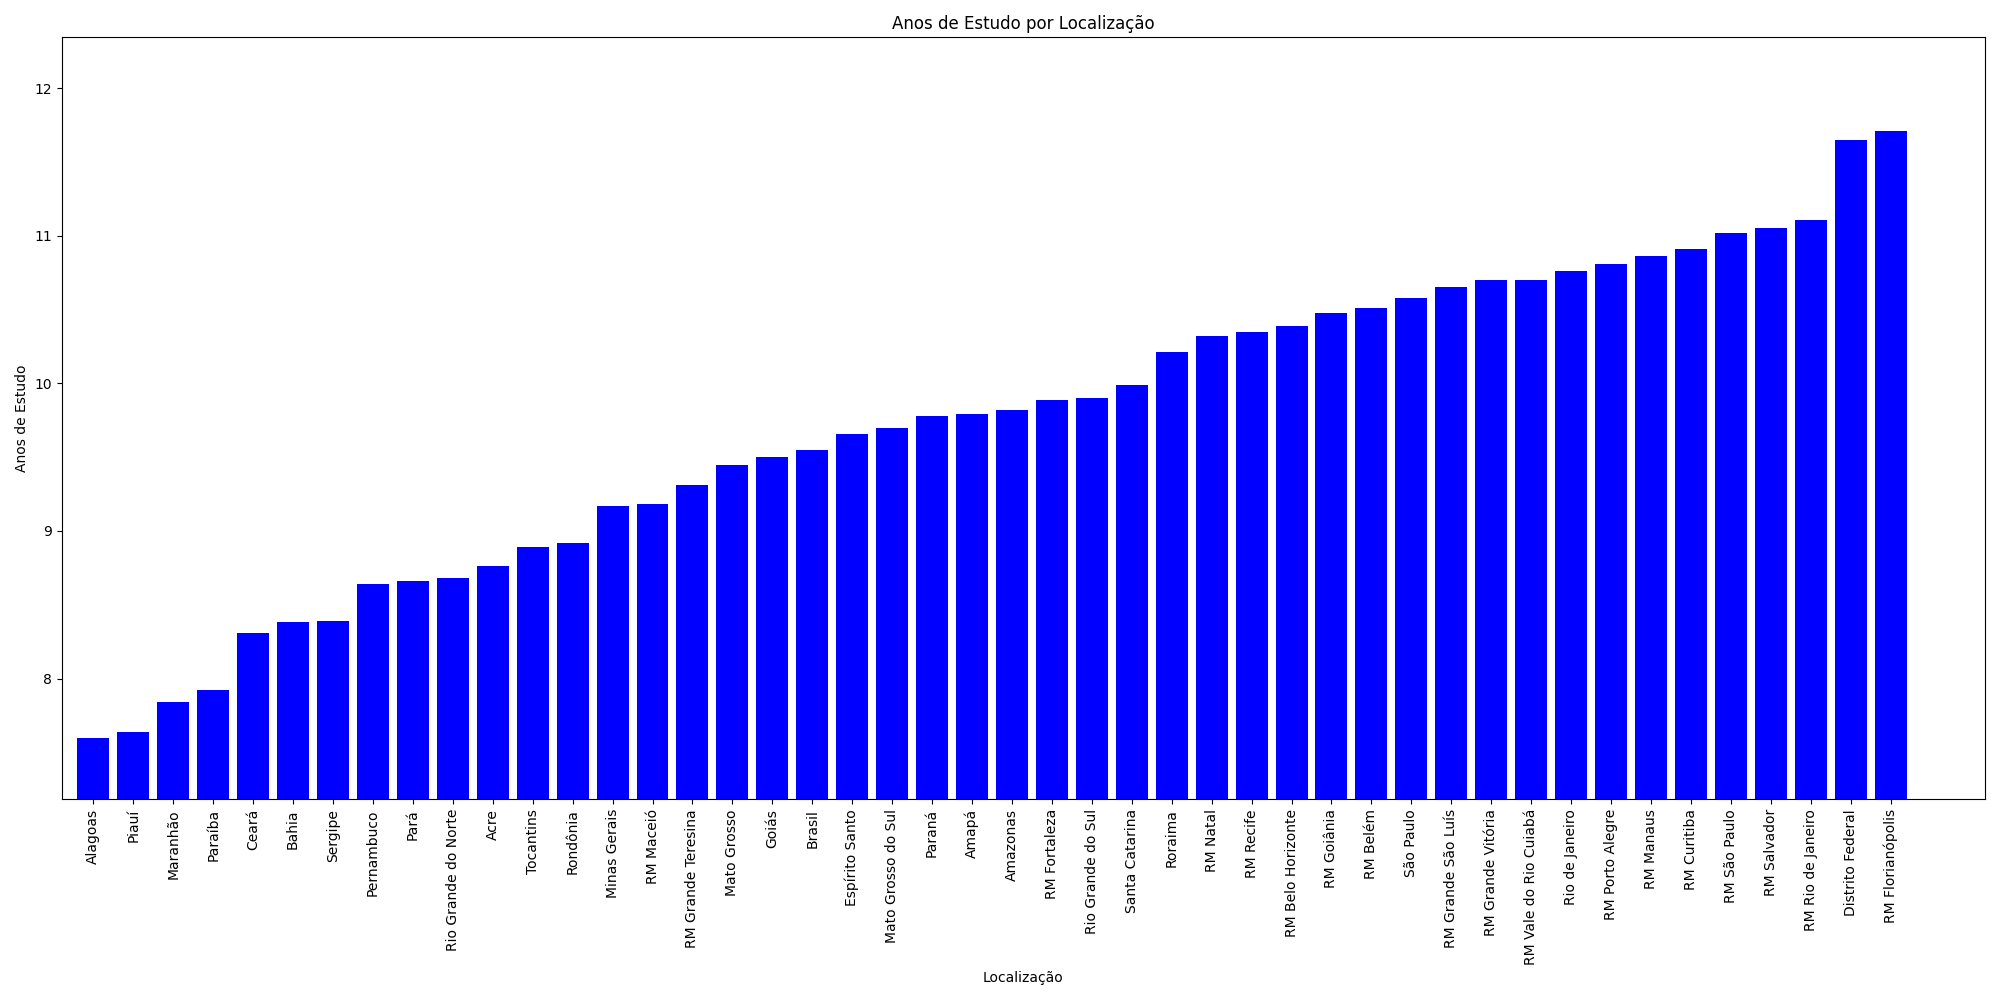 Anos de Estudo por Localização
Anos de Estudo
12
11
10
9
8
Alagoas
Piauí
Maranhão
Paraíba
Ceará
Bahia
Sergipe
Pernambuco
Pará
Rio Grande do Norte
Acre
Tocantins
Rondônia
Minas Gerais
RM Maceió
RM Grande Teresina
Mato Grosso
Goiás
Brasil
Espírito Santo
Mato Grosso do Sul
Paraná
Amapá
Amazonas
RM Fortaleza
Rio Grande do Sul
Santa Catarina
Roraima
RM Natal
RM Recife
RM Belo Horizonte
RM Goiânia
RM Belém
São Paulo
RM Grande São Luís
RM Grande Vitória
RM Vale do Rio Cuiabá
Rio de Janeiro
RM Porto Alegre
RM Manaus
RM Curitiba
RM São Paulo
RM Salvador
RM Rio de Janeiro
Distrito Federal
RM Florianópolis
Localização